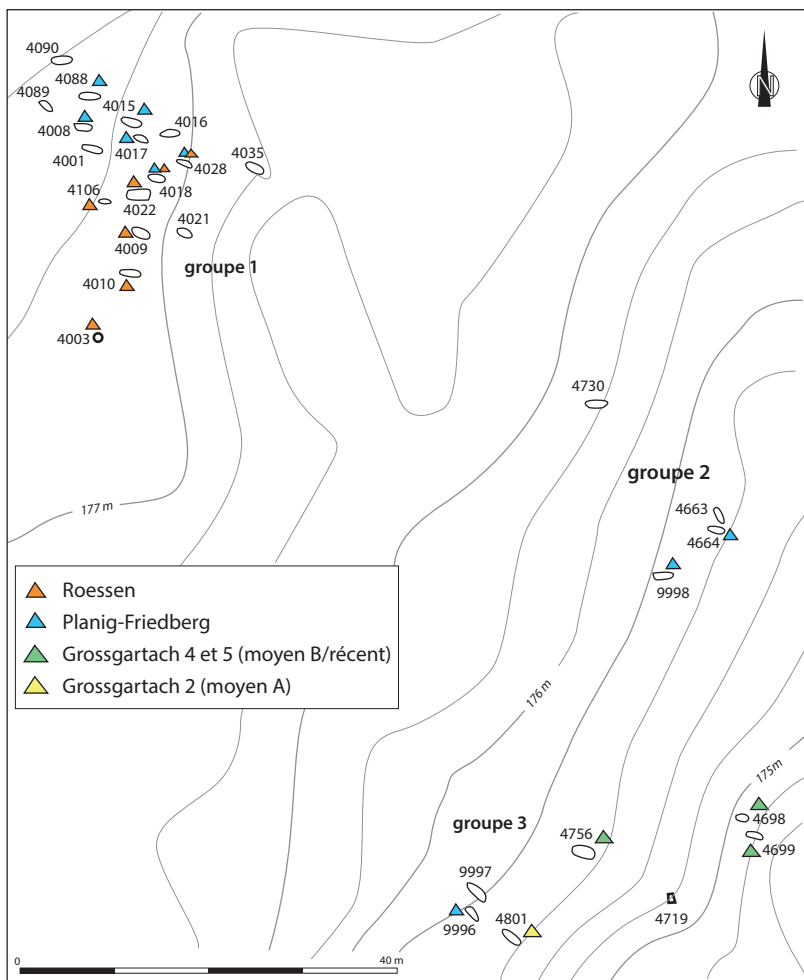 4090
N
4088
4089
4015
4016
4008
4017
4001
4035
4028
4106
4018
4022
4021
4009
groupe 1
4010
4003
4730
groupe 2
4663
177 m
4664
9998
Roessen
Planig-Friedberg
Grossgartach 4 et 5 (moyen B/récent)
Grossgartach 2 (moyen A)
176 m
175m
groupe 3
4756
4698
4699
9997
4801
4719
9996
0
40 m